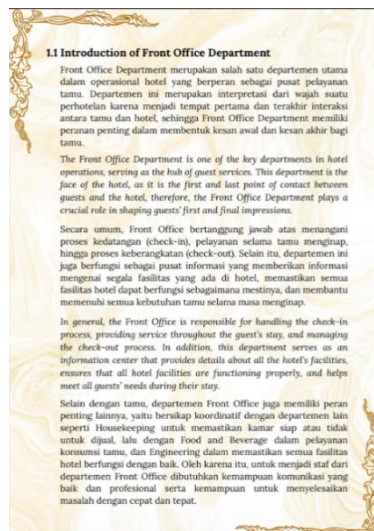 1.1 Introduction of Front Office Department
Front Office Department merupakan salah satu departemen utama
dalam operasional hotel yang berperan sebagai pusat pelayanan
tamu. Departemen ini merupakan interpretasi dari wajah suatu
perhotelan karena menjadi tempat pertama dan terakhir interaksi
antara tamu dan hotel, sehingga Front Office Department memiliki
peranan penting dalam membentuk kesan awal dan kesan akhir bagi
tamu.
The Front Office Department is one of the key departments in hotel
operations, serving as the hub of guest services. This department is the
face of the hotel, as it is the first and last point of contact between
guests and the hotel, therefore, the Front Office Department plays a
crucial role in shaping guests' first and final impressions.
Secara umum, Front Office bertanggung jawab atas menangani
proses kedatangan (check-in), pelayanan selama tamu menginap,
hingga proses keberangkatan (check-out). Selain itu, departemen ini
juga berfungsi sebagai pusat informasi yang memberikan informasi
mengenai segala fasilitas yang ada di hotel, memastikan semua
fasilitas hotel dapat berfungsi sebagaimana mestinya, dan membantu
memenuhi semua kebutuhan tamu selama masa menginap.
In general, the Front Office is responsible for handling the check-in
process, providing service throughout the guest's stay, and managing
the check-out process. In addition, this department serves as an
information center that provides details about all the hotel's facilities,
ensures that all hotel facilities are functioning properly, and helps
meet all guests' needs during their stay.
Selain dengan tamu, departemen Front Office juga memiliki peran
penting lainnya, yaitu bersikap koordinatif dengan departemen lain
seperti Housekeeping untuk memastikan kamar siap atau tidak
untuk dijual, lalu dengan Food and Beverage dalam pelayanan
konsumsi tamu, dan Engineering dalam memastikan semua fasilitas
hotel berfungsi dengan baik. Oleh karena itu, untuk menjadi staf dari
departemen Front Office dibutuhkan kemampuan komunikasi yang
baik dan profesional serta kemampuan untuk menyelesaikan
masalah dengan cepat dan tepat.